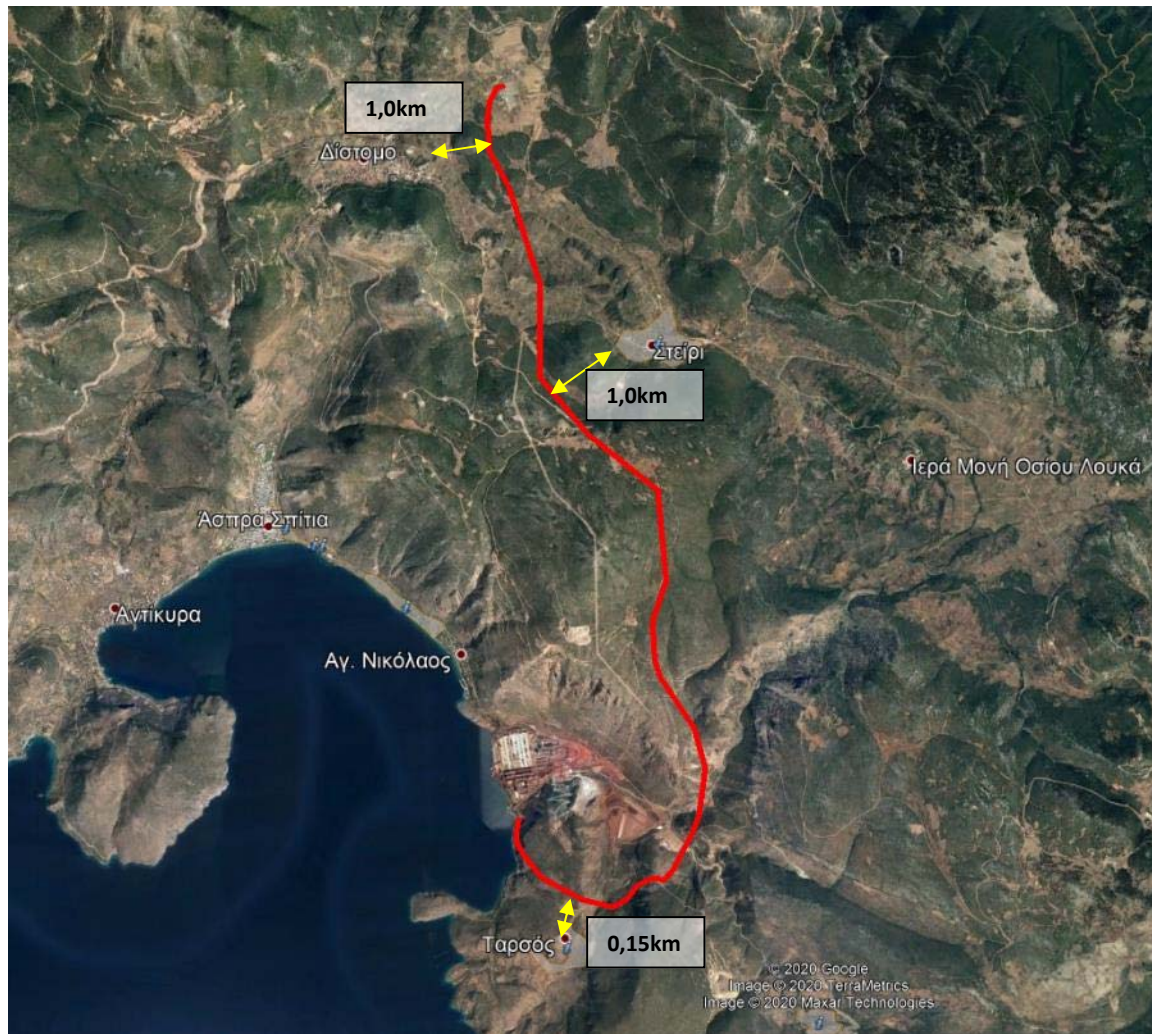 1,0km
Δίστομο
Στείρι
1,0km
Ιερά Μονή Οσίου Λουκά
Άσπρα Σπίτια
Αντίκυρα
Αγ. Νικόλαος
Ταρσός
0,15km
© 2020 Google
Image © 2020 TerraMetrics
Image © 2020 Maxar Technologies